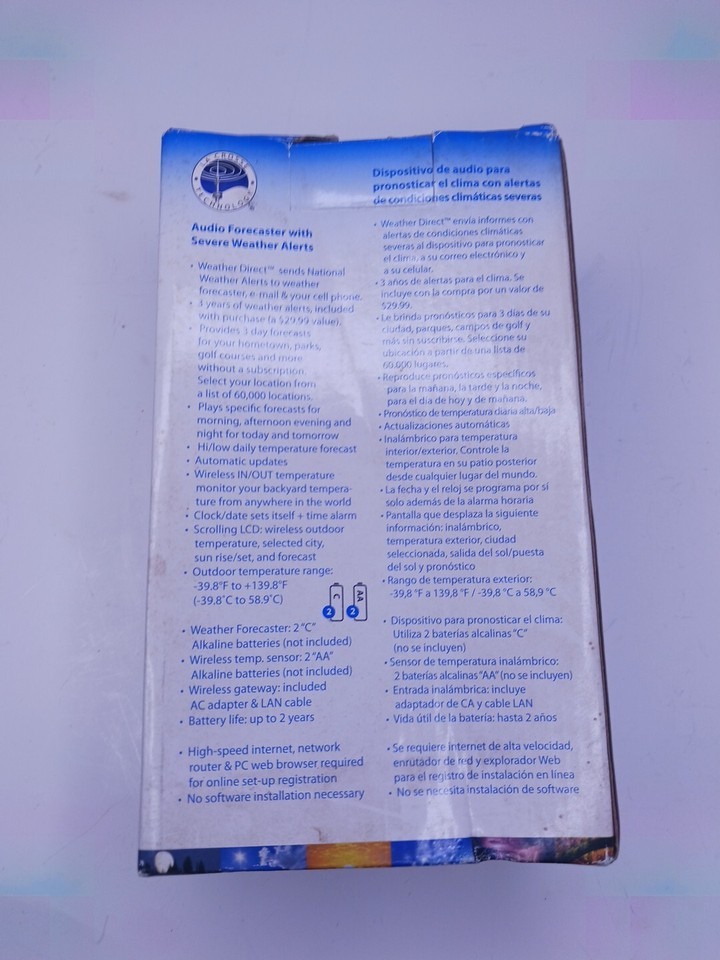 LA CROSSE
TECHNOLOGY
®
Audio Forecaster with
Severe Weather Alerts
• Weather Direct™ sends National
Weather Alerts to weather
forecaster, e-mail & your cell phone.
• 3 years of weather alerts, included
with purchase (a $29.99 value).
• Provides 3 day forecasts
for your hometown, parks,
golf courses and more
without a subscription.
Select your location from
a list of 60,000 locations.
• Plays specific forecasts for
morning, afternoon evening and
night for today and tomorrow
• Hi/low daily temperature forecast
• Automatic updates
• Wireless IN/OUT temperature
monitor your backyard tempera-
ture from anywhere in the world
• Clock/date sets itself + time alarm
• Scrolling LCD: wireless outdoor
temperature, selected city,
sun rise/set, and forecast
• Outdoor temperature range:
-39.8°F to +139.8°F
(-39.8°C to 58.9°C)
2 C
2 AA
• Weather Forecaster: 2 "C"
Alkaline batteries (not included)
• Wireless temp. sensor: 2 "AA"
Alkaline batteries (not included)
• Wireless gateway: included
AC adapter & LAN cable
• Battery life: up to 2 years
• High-speed internet, network
router & PC web browser required
for online set-up registration
• No software installation necessary
Dispositivo de audio para
pronosticar el clima con alertas
de condiciones climáticas severas
• Weather Direct™ envia informes con
alertas de condiciones climáticas
severas al dispositivo para pronosticar
el clima, a su correo electrónico y
a su celular.
• 3 años de alertas para el clima. Se
incluye con la compra por un valor de
$29.99.
• Le brinda pronósticos para 3 días de su
ciudad, parques, campos de golf y
más sin suscribirse. Seleccione su
ubicación a partir de una lista de
60.000 lugares.
• Reproduce pronósticos específicos
para la mañana, la tarde y la noche,
para el día de hoy y de mañana.
• Pronóstico de temperatura diaria alta/baja
• Actualizaciones automáticas
• Inalámbrico para temperatura
interior/exterior. Controle la
temperatura en su patio posterior
desde cualquier lugar del mundo.
• La fecha y el reloj se programa por sí
solo además de la alarma horaria
• Pantalla que desplaza la siguiente
información: inalámbrico,
temperatura exterior, ciudad
seleccionada, salida del sol/puesta
del sol y pronóstico
• Rango de temperatura exterior:
-39,8 °F a 139,8 °F / -39,8 °C a 58,9 °C
• Dispositivo para pronosticar el clima:
Utiliza 2 baterías alcalinas "C"
(no se incluyen)
• Sensor de temperatura inalámbrico:
2 baterías alcalinas "AA" (no se incluyen)
• Entrada inalámbrica: incluye
adaptador de CA y cable LAN
• Vida útil de la batería: hasta 2 años
• Se requiere internet de alta velocidad,
enrutador de red y explorador Web
para el registro de instalación en línea
• No se necesita instalación de software